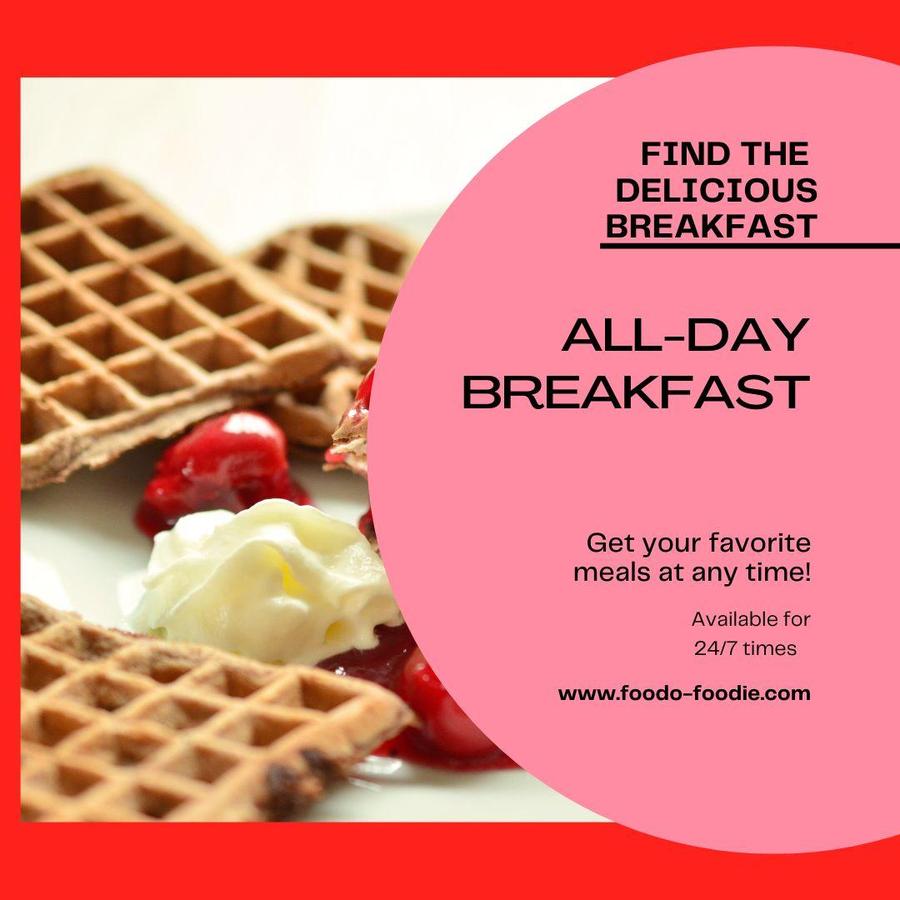 FIND THE
DELICIOUS
BREAKFAST
ALL-DAY
BREAKFAST
Get your favorite
meals at any time!
Available for
24/7 times
www.foodo-foodie.com